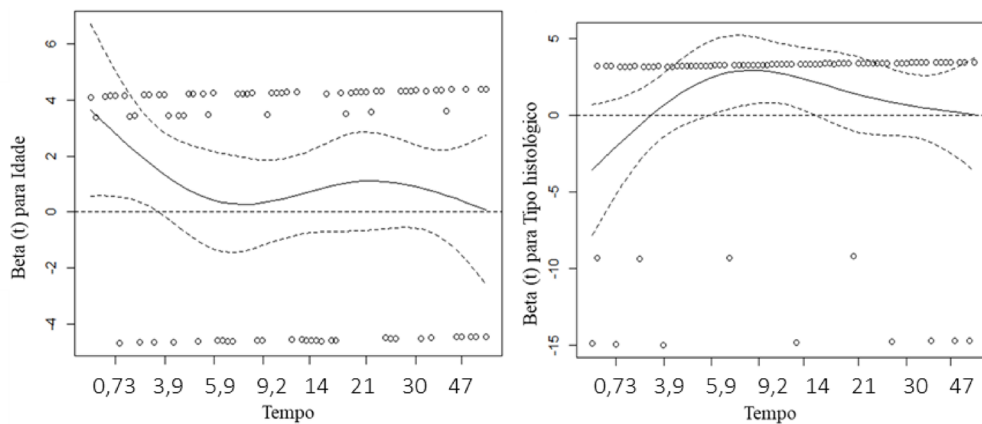 Beta (t) para Idade
6
4
2
0
-2
-4
0,73 3,9 5,9 9,2 14 21 30 47
Tempo
Beta (t) para Tipo histológico
5
0
-5
-10
-15
0,73 3,9 5,9 9,2 14 21 30 47
Tempo